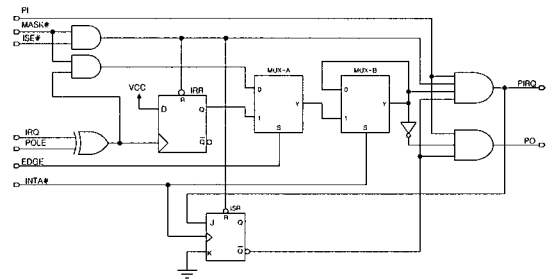 PI
MASK#
ISE#
MUX-A
MUX-B
VCC
R
IRR
D
Q
Q
D
Y
1
S
D
Y
1
S
PIRQ
IRQ
POLE
PO
EDGE
INTA#
R
ISR
J
Q
K
Q